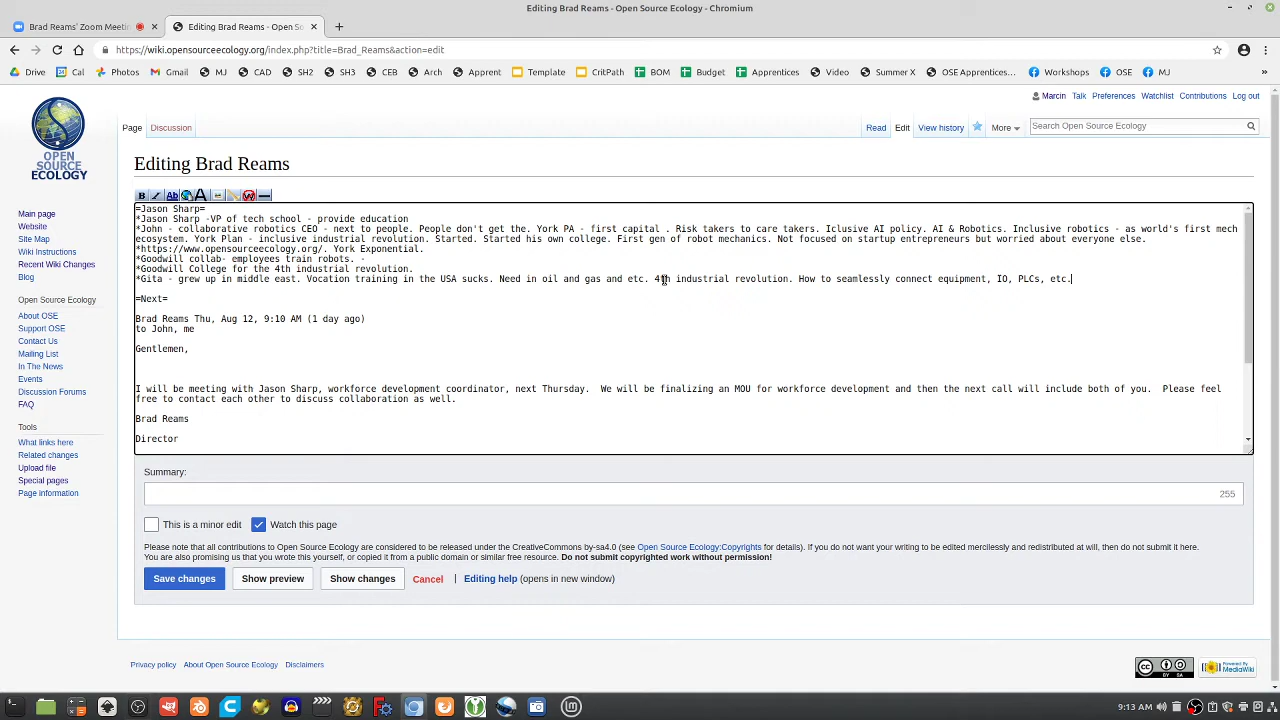 Editing Brad Reams - Open Source Ecology - Chromium
Brad Reams' Zoom Meeti
Editing Brad Reams - Open So
https://wiki.opensourceecology.org/index.php?title=Brad_Reams&action=edit
Drive Cal Photos Gmail MJ CAD SH2 SH3 CEB Arch Apprent Template CritPath BOM Budget Apprentices Video Summer X OSE Apprentices... Workshops OSE MJ »
Marcin Talk Preferences Watchlist Contributions Log out
Page Discussion Read Edit View history More Search Open Source Ecology
OPEN
SOURCE
ECOLOGY
Editing Brad Reams
B Ab A
=Jason Sharp=
*Jason Sharp -VP of tech school - provide education
*John - collaborative robotics CEO - next to people. People don't get the. York PA - first capital . Risk takers to care takers. Iclusive AI policy. AI & Robotics. Inclusive robotics - as world's first mech
ecosystem. York Plan - inclusive industrial revolution. Started. Started his own college. First gen of robot mechanics. Not focused on startup entrepreneurs but worried about everyone else.
*https://www.opensourceecology.org/. York Exponential.
*Goodwill collab- employees train robots. -
*Goodwill College for the 4th industrial revolution.
*Gita - grew up in middle east. Vocation training in the USA sucks. Need in oil and gas and etc. 4th industrial revolution. How to seamlessly connect equipment, IO, PLCs, etc.
=Next=
Brad Reams Thu, Aug 12, 9:10 AM (1 day ago)
to John, me
Gentlemen,
I will be meeting with Jason Sharp, workforce development coordinator, next Thursday.  We will be finalizing an MOU for workforce development and then the next call will include both of you.  Please feel
free to contact each other to discuss collaboration as well.
Brad Reams
Director
Main page
Website
Site Map
Wiki Instructions
Recent Wiki Changes
Blog
About OSE
Support OSE
Contact Us
Mailing List
In The News
Events
Discussion Forums
FAQ
Tools
What links here
Related changes
Upload file
Special pages
Page information
Summary:
255
This is a minor edit Watch this page
Please note that all contributions to Open Source Ecology are considered to be released under the CreativeCommons by-sa4.0 (see Open Source Ecology:Copyrights for details). If you do not want your writing to be edited mercilessly and redistributed at will, then do not submit it here.
You are also promising us that you wrote this yourself, or copied it from a public domain or similar free resource. Do not submit copyrighted work without permission!
Save changes Show preview Show changes Cancel | Editing help (opens in new window)
Privacy policy About Open Source Ecology Disclaimers
CC BY SA
Powered By MediaWiki
9:13 AM